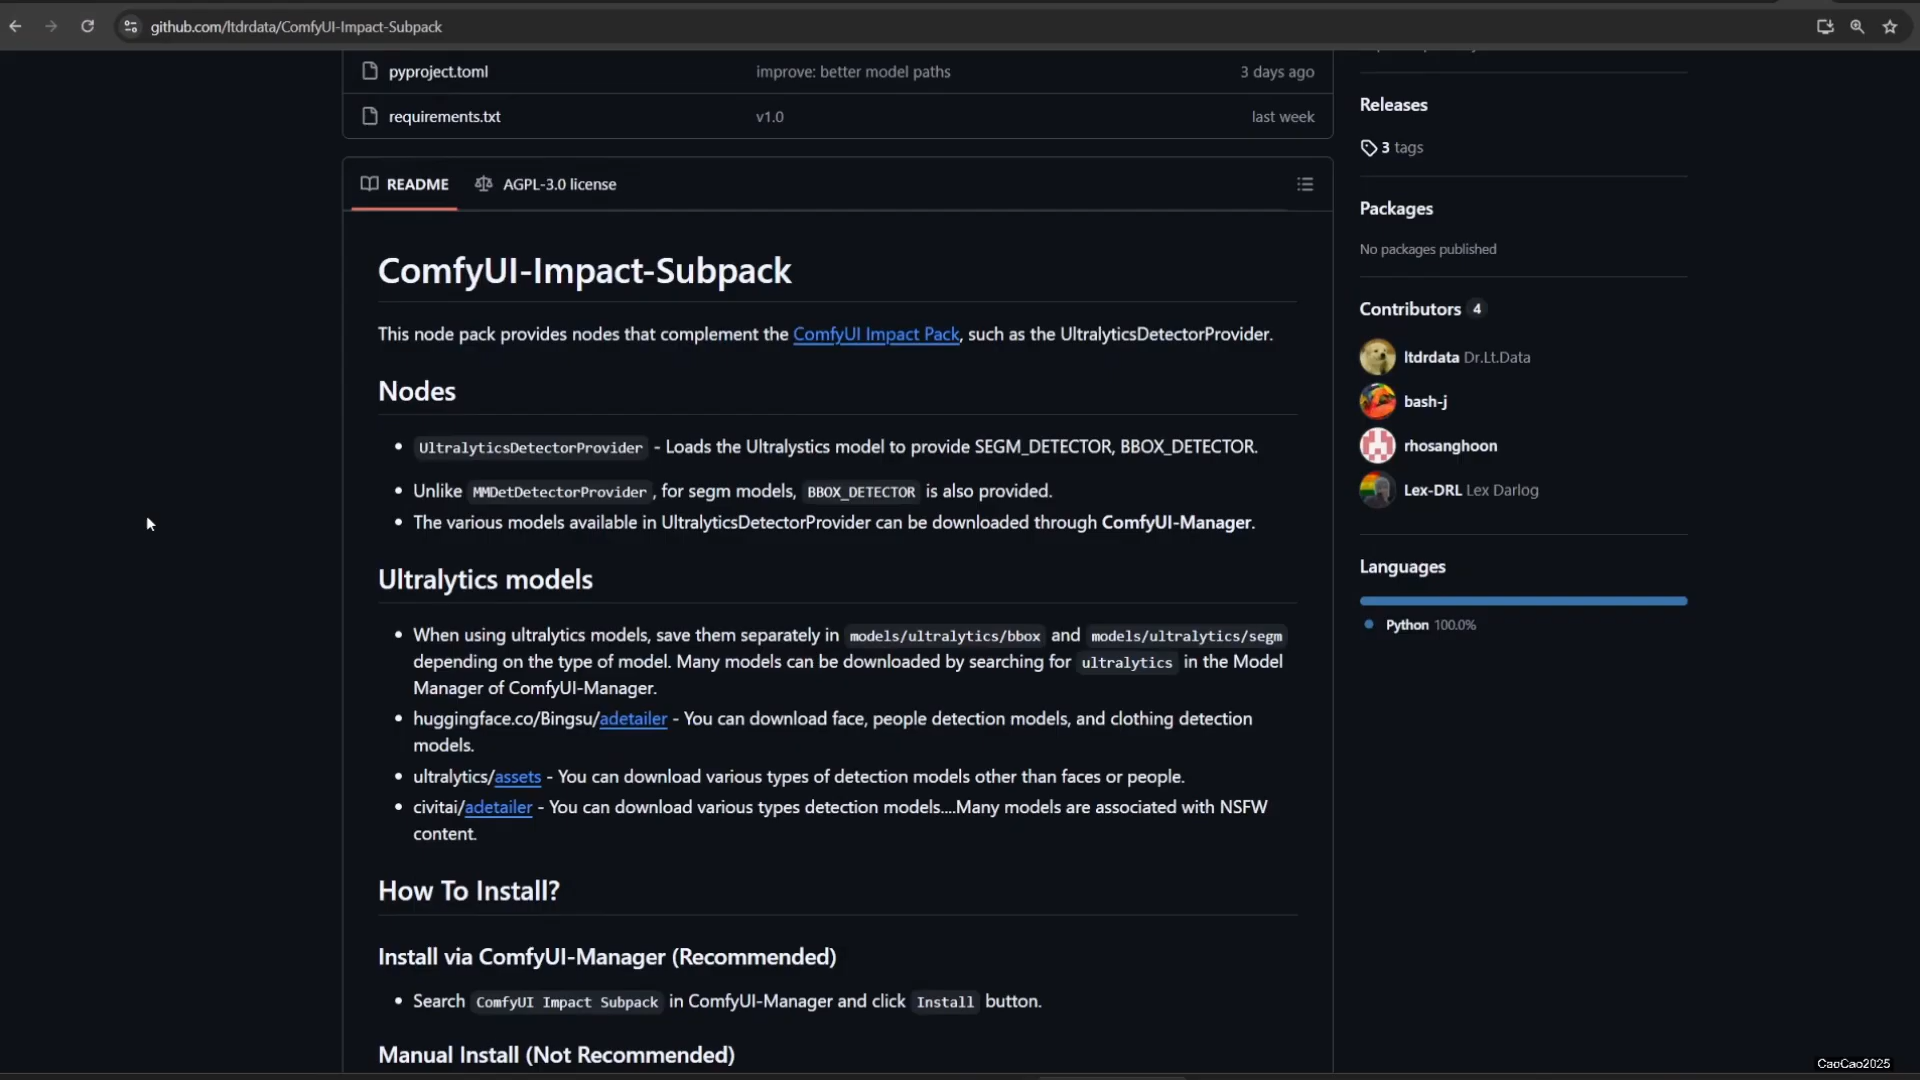 github.com/ltdrdata/ComfyUI-Impact-Subpack
pyproject.toml improve: better model paths 3 days ago
requirements.txt v1.0 last week
README AGPL-3.0 license
ComfyUI-Impact-Subpack
This node pack provides nodes that complement the ComfyUI Impact Pack, such as the UltralyticsDetectorProvider.
Nodes
• UltralyticsDetectorProvider - Loads the Ultralystics model to provide SEGM_DETECTOR, BBOX_DETECTOR.
• Unlike MMDetDetectorProvider, for segm models, BBOX_DETECTOR is also provided.
• The various models available in UltralyticsDetectorProvider can be downloaded through ComfyUI-Manager.
Ultralytics models
• When using ultralytics models, save them separately in models/ultralytics/bbox and models/ultralytics/segm
depending on the type of model. Many models can be downloaded by searching for ultralytics in the Model
Manager of ComfyUI-Manager.
• huggingface.co/Bingsu/adetailer - You can download face, people detection models, and clothing detection
models.
• ultralytics/assets - You can download various types of detection models other than faces or people.
• civitai/adetailer - You can download various types detection models....Many models are associated with NSFW
content.
How To Install?
Install via ComfyUI-Manager (Recommended)
• Search ComfyUI Impact Subpack in ComfyUI-Manager and click Install button.
Manual Install (Not Recommended)
Releases
3 tags
Packages
No packages published
Contributors 4
ltdrdata Dr.Lt.Data
bash-j
rhosanghoon
Lex-DRL Lex Darlog
Languages
Python 100.0%
CaoCao2025